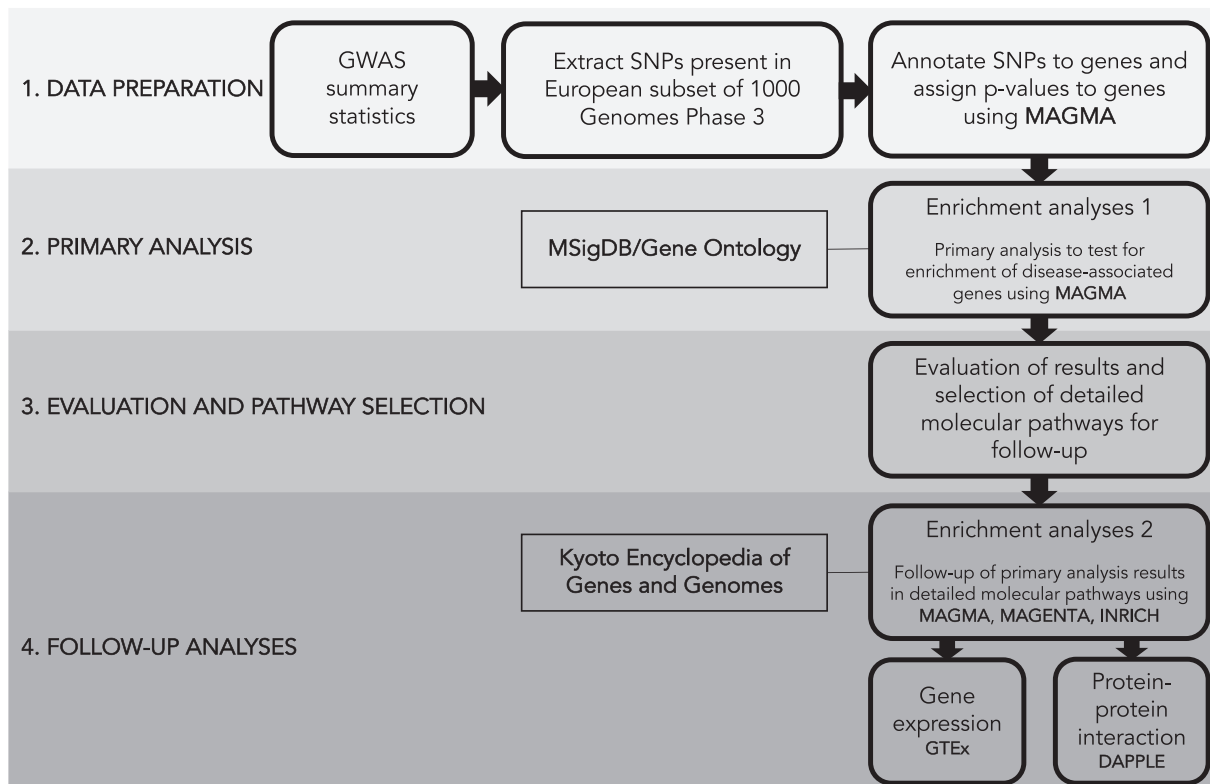 1. DATA PREPARATION
GWAS
summary
statistics
Extract SNPs present in
European subset of 1000
Genomes Phase 3
Annotate SNPs to genes and
assign p-values to genes
using MAGMA
2. PRIMARY ANALYSIS
MSigDB/Gene Ontology
Enrichment analyses 1
Primary analysis to test for
enrichment of disease-associated
genes using MAGMA
3. EVALUATION AND PATHWAY SELECTION
Evaluation of results and
selection of detailed
molecular pathways for
follow-up
4. FOLLOW-UP ANALYSES
Kyoto Encyclopedia of
Genes and Genomes
Enrichment analyses 2
Follow-up of primary analysis results
in detailed molecular pathways using
MAGMA, MAGENTA, INRICH
Gene
expression
GTEx
Protein-
protein
interaction
DAPPLE